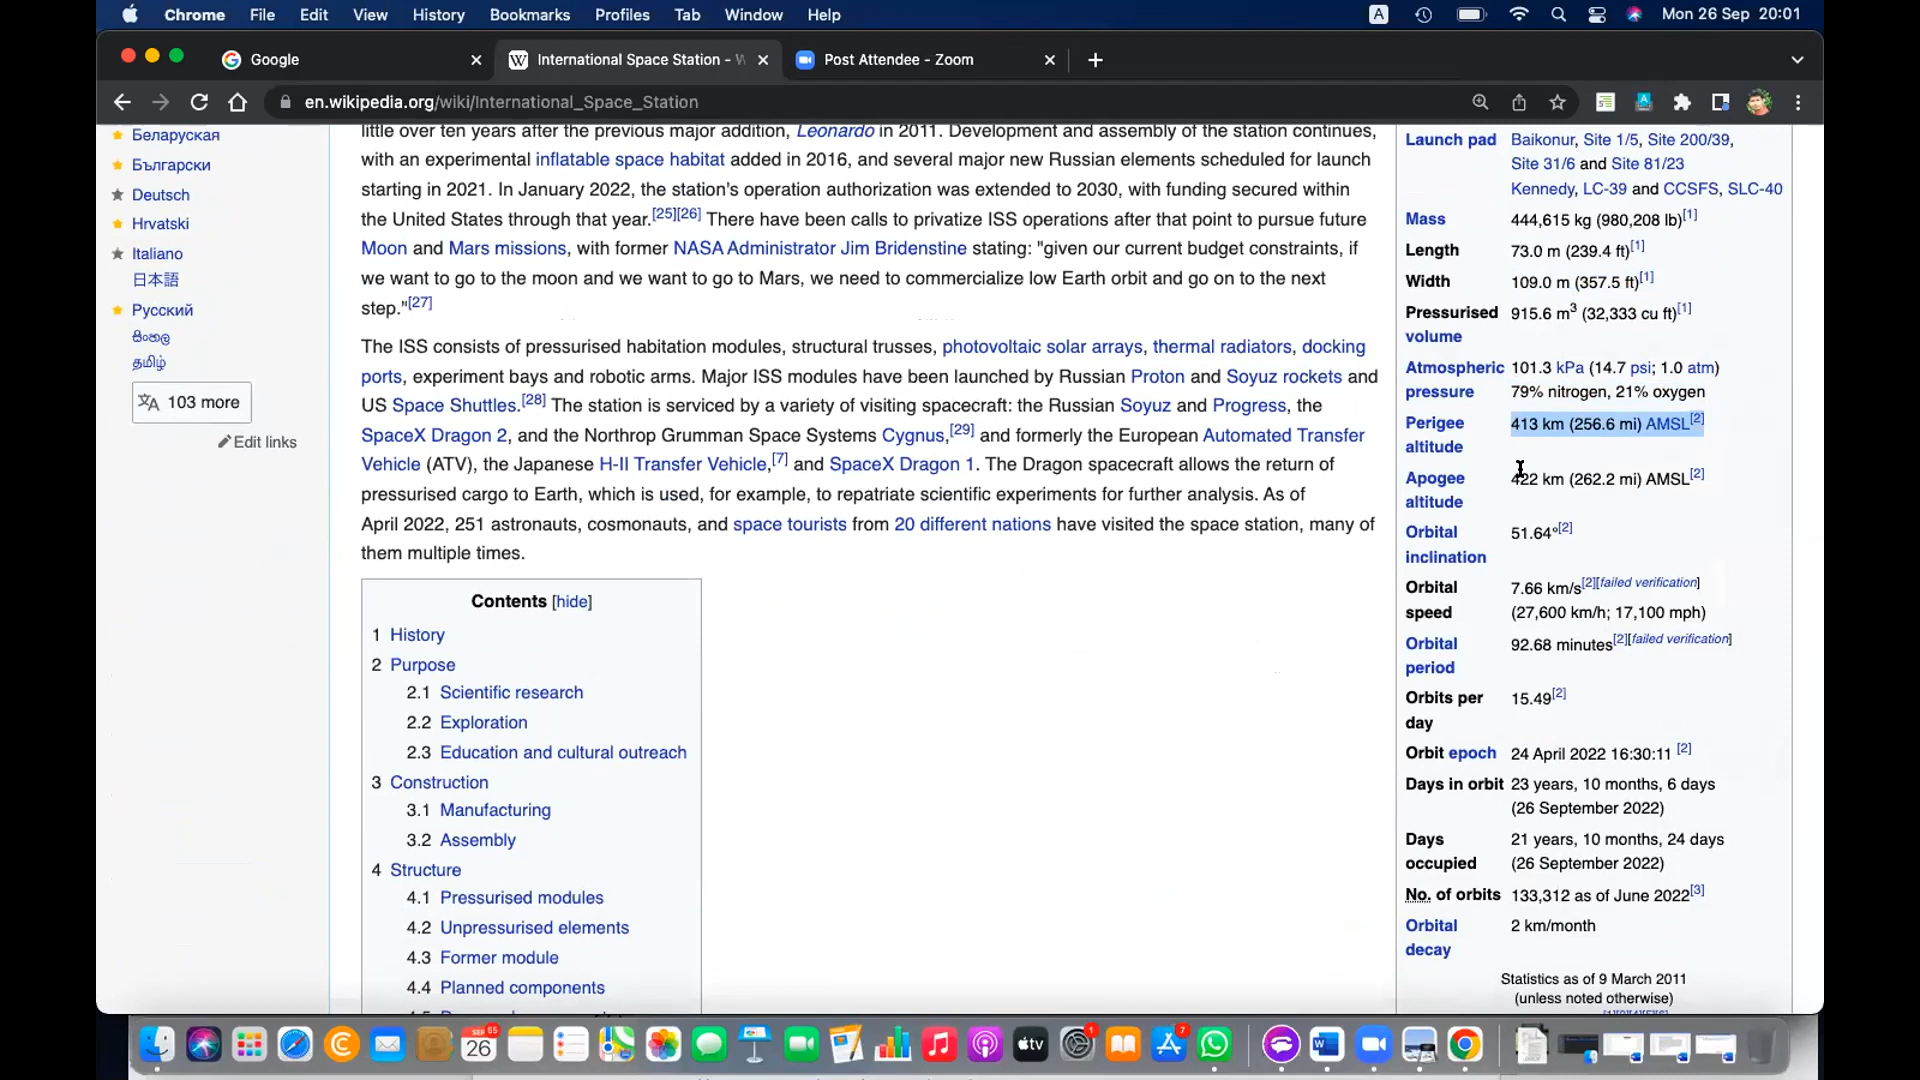 Chrome File Edit View History Bookmarks Profiles Tab Window Help A Mon 26 Sep 20:01
Google
International Space Station - W
Post Attendee - Zoom
en.wikipedia.org/wiki/International_Space_Station
Беларуская
Български
Deutsch
Hrvatski
Italiano
日本語
Русский
සිංහල
தமிழ்
103 more
Edit links
little over ten years after the previous major addition, Leonardo in 2011. Development and assembly of the station continues,
with an experimental inflatable space habitat added in 2016, and several major new Russian elements scheduled for launch
starting in 2021. In January 2022, the station's operation authorization was extended to 2030, with funding secured within
the United States through that year.[25][26] There have been calls to privatize ISS operations after that point to pursue future
Moon and Mars missions, with former NASA Administrator Jim Bridenstine stating: "given our current budget constraints, if
we want to go to the moon and we want to go to Mars, we need to commercialize low Earth orbit and go on to the next
step."[27]
The ISS consists of pressurised habitation modules, structural trusses, photovoltaic solar arrays, thermal radiators, docking
ports, experiment bays and robotic arms. Major ISS modules have been launched by Russian Proton and Soyuz rockets and
US Space Shuttles.[28] The station is serviced by a variety of visiting spacecraft: the Russian Soyuz and Progress, the
SpaceX Dragon 2, and the Northrop Grumman Space Systems Cygnus,[29] and formerly the European Automated Transfer
Vehicle (ATV), the Japanese H-II Transfer Vehicle,[7] and SpaceX Dragon 1. The Dragon spacecraft allows the return of
pressurised cargo to Earth, which is used, for example, to repatriate scientific experiments for further analysis. As of
April 2022, 251 astronauts, cosmonauts, and space tourists from 20 different nations have visited the space station, many of
them multiple times.
Contents [hide]
1 History
2 Purpose
2.1 Scientific research
2.2 Exploration
2.3 Education and cultural outreach
3 Construction
3.1 Manufacturing
3.2 Assembly
4 Structure
4.1 Pressurised modules
4.2 Unpressurised elements
4.3 Former module
4.4 Planned components
Launch pad Baikonur, Site 1/5, Site 200/39,
Site 31/6 and Site 81/23
Kennedy, LC-39 and CCSFS, SLC-40
Mass 444,615 kg (980,208 lb)[1]
Length 73.0 m (239.4 ft)[1]
Width 109.0 m (357.5 ft)[1]
Pressurised 915.6 m3 (32,333 cu ft)[1]
volume
Atmospheric 101.3 kPa (14.7 psi; 1.0 atm)
pressure 79% nitrogen, 21% oxygen
Perigee 413 km (256.6 mi) AMSL[2]
altitude
Apogee 422 km (262.2 mi) AMSL[2]
altitude
Orbital 51.64°[2]
inclination
Orbital 7.66 km/s[2][failed verification]
speed (27,600 km/h; 17,100 mph)
Orbital 92.68 minutes[2][failed verification]
period
Orbits per 15.49[2]
day
Orbit epoch 24 April 2022 16:30:11 [2]
Days in orbit 23 years, 10 months, 6 days
(26 September 2022)
Days 21 years, 10 months, 24 days
occupied (26 September 2022)
No. of orbits 133,312 as of June 2022[3]
Orbital 2 km/month
decay
Statistics as of 9 March 2011
(unless noted otherwise)
SEP 65
26
tv
1
7